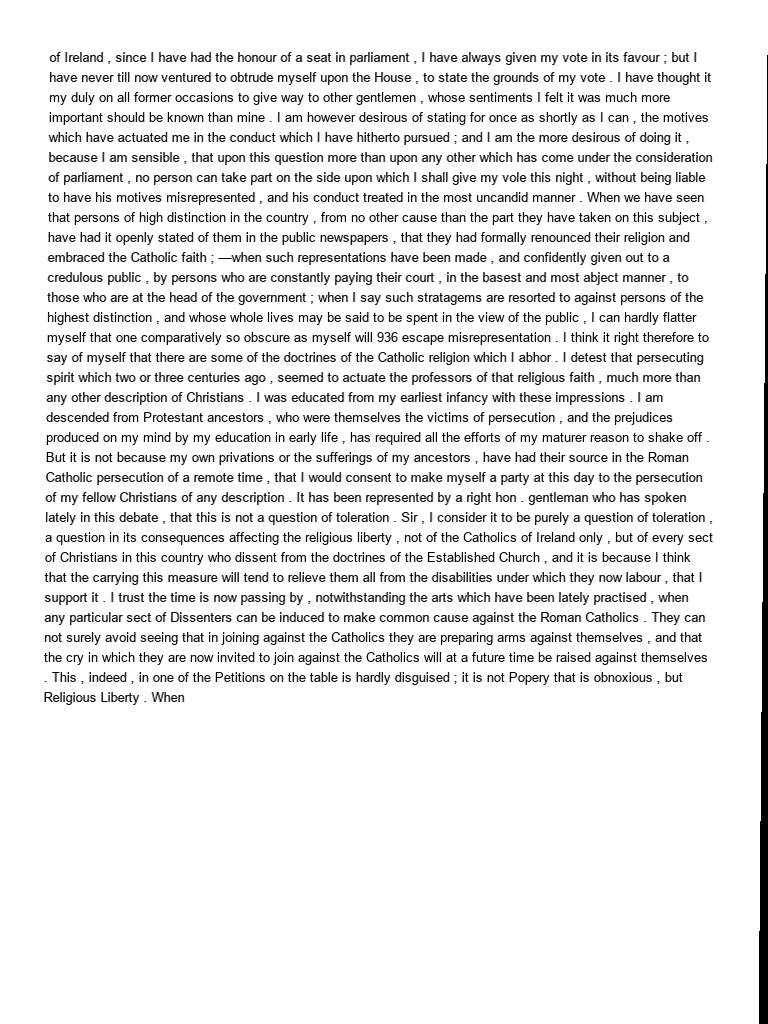 of Ireland , since I have had the honour of a seat in parliament , I have always given my vote in its favour ; but I
have never till now ventured to obtrude myself upon the House , to state the grounds of my vote . I have thought it
my duly on all former occasions to give way to other gentlemen , whose sentiments I felt it was much more
important should be known than mine . I am however desirous of stating for once as shortly as I can , the motives
which have actuated me in the conduct which I have hitherto pursued ; and I am the more desirous of doing it ,
because I am sensible , that upon this question more than upon any other which has come under the consideration
of parliament , no person can take part on the side upon which I shall give my vole this night , without being liable
to have his motives misrepresented , and his conduct treated in the most uncandid manner . When we have seen
that persons of high distinction in the country , from no other cause than the part they have taken on this subject ,
have had it openly stated of them in the public newspapers , that they had formally renounced their religion and
embraced the Catholic faith ; —when such representations have been made , and confidently given out to a
credulous public , by persons who are constantly paying their court , in the basest and most abject manner , to
those who are at the head of the government ; when I say such stratagems are resorted to against persons of the
highest distinction , and whose whole lives may be said to be spent in the view of the public , I can hardly flatter
myself that one comparatively so obscure as myself will 936 escape misrepresentation . I think it right therefore to
say of myself that there are some of the doctrines of the Catholic religion which I abhor . I detest that persecuting
spirit which two or three centuries ago , seemed to actuate the professors of that religious faith , much more than
any other description of Christians . I was educated from my earliest infancy with these impressions . I am
descended from Protestant ancestors , who were themselves the victims of persecution , and the prejudices
produced on my mind by my education in early life , has required all the efforts of my maturer reason to shake off .
But it is not because my own privations or the sufferings of my ancestors , have had their source in the Roman
Catholic persecution of a remote time , that I would consent to make myself a party at this day to the persecution
of my fellow Christians of any description . It has been represented by a right hon . gentleman who has spoken
lately in this debate , that this is not a question of toleration . Sir , I consider it to be purely a question of toleration ,
a question in its consequences affecting the religious liberty , not of the Catholics of Ireland only , but of every sect
of Christians in this country who dissent from the doctrines of the Established Church , and it is because I think
that the carrying this measure will tend to relieve them all from the disabilities under which they now labour , that I
support it . I trust the time is now passing by , notwithstanding the arts which have been lately practised , when
any particular sect of Dissenters can be induced to make common cause against the Roman Catholics . They can
not surely avoid seeing that in joining against the Catholics they are preparing arms against themselves , and that
the cry in which they are now invited to join against the Catholics will at a future time be raised against themselves
. This , indeed , in one of the Petitions on the table is hardly disguised ; it is not Popery that is obnoxious , but
Religious Liberty . When